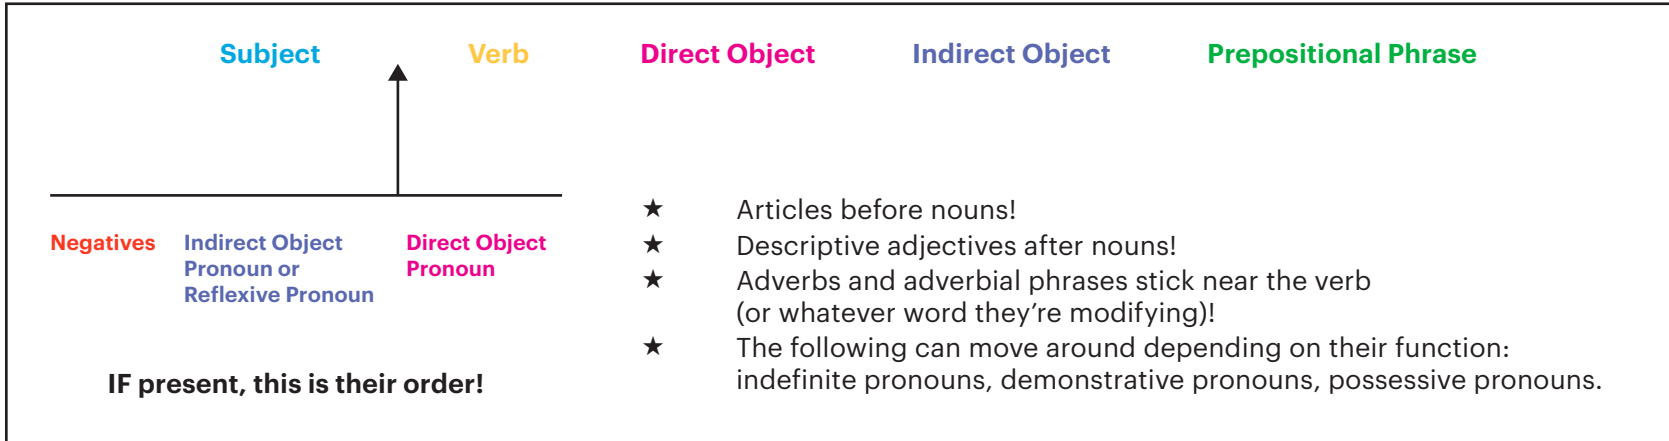 Subject Verb Direct Object Indirect Object Prepositional Phrase
Negatives
Indirect Object
Pronoun or
Reflexive Pronoun
Direct Object
Pronoun
IF present, this is their order!
★ Articles before nouns!
★ Descriptive adjectives after nouns!
★ Adverbs and adverbial phrases stick near the verb
(or whatever word they’re modifying)!
★ The following can move around depending on their function:
indefinite pronouns, demonstrative pronouns, possessive pronouns.